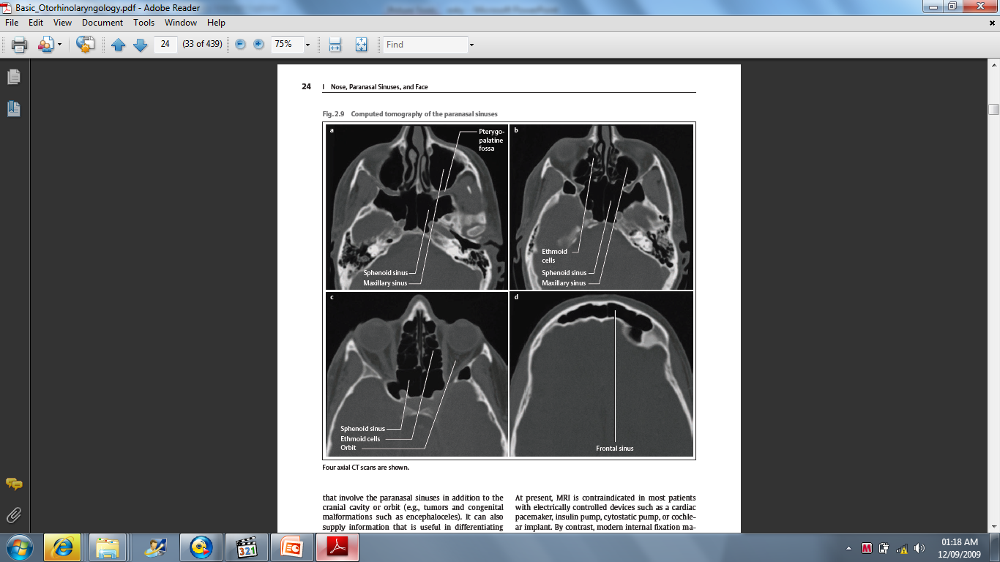 Basic_Otorhinolaryngology.pdf - Adobe Reader
File Edit View Document Tools Window Help
24 (33 of 439) 75% Find
24 I Nose, Paranasal Sinuses, and Face
Fig. 2.9 Computed tomography of the paranasal sinuses
a
Pterygo-
palatine
fossa
Sphenoid sinus
Maxillary sinus
b
Ethmoid
cells
Sphenoid sinus
Maxillary sinus
c
Sphenoid sinus
Ethmoid cells
Orbit
d
Frontal sinus
Four axial CT scans are shown.
that involve the paranasal sinuses in addition to the
cranial cavity or orbit (e.g., tumors and congenital
malformations such as encephaloceles). It can also
supply information that is useful in differentiating
At present, MRI is contraindicated in most patients
with electrically controlled devices such as a cardiac
pacemaker, insulin pump, cytostatic pump, or cochle-
ar implant. By contrast, modern internal fixation ma-
321
01:18 AM
12/09/2009